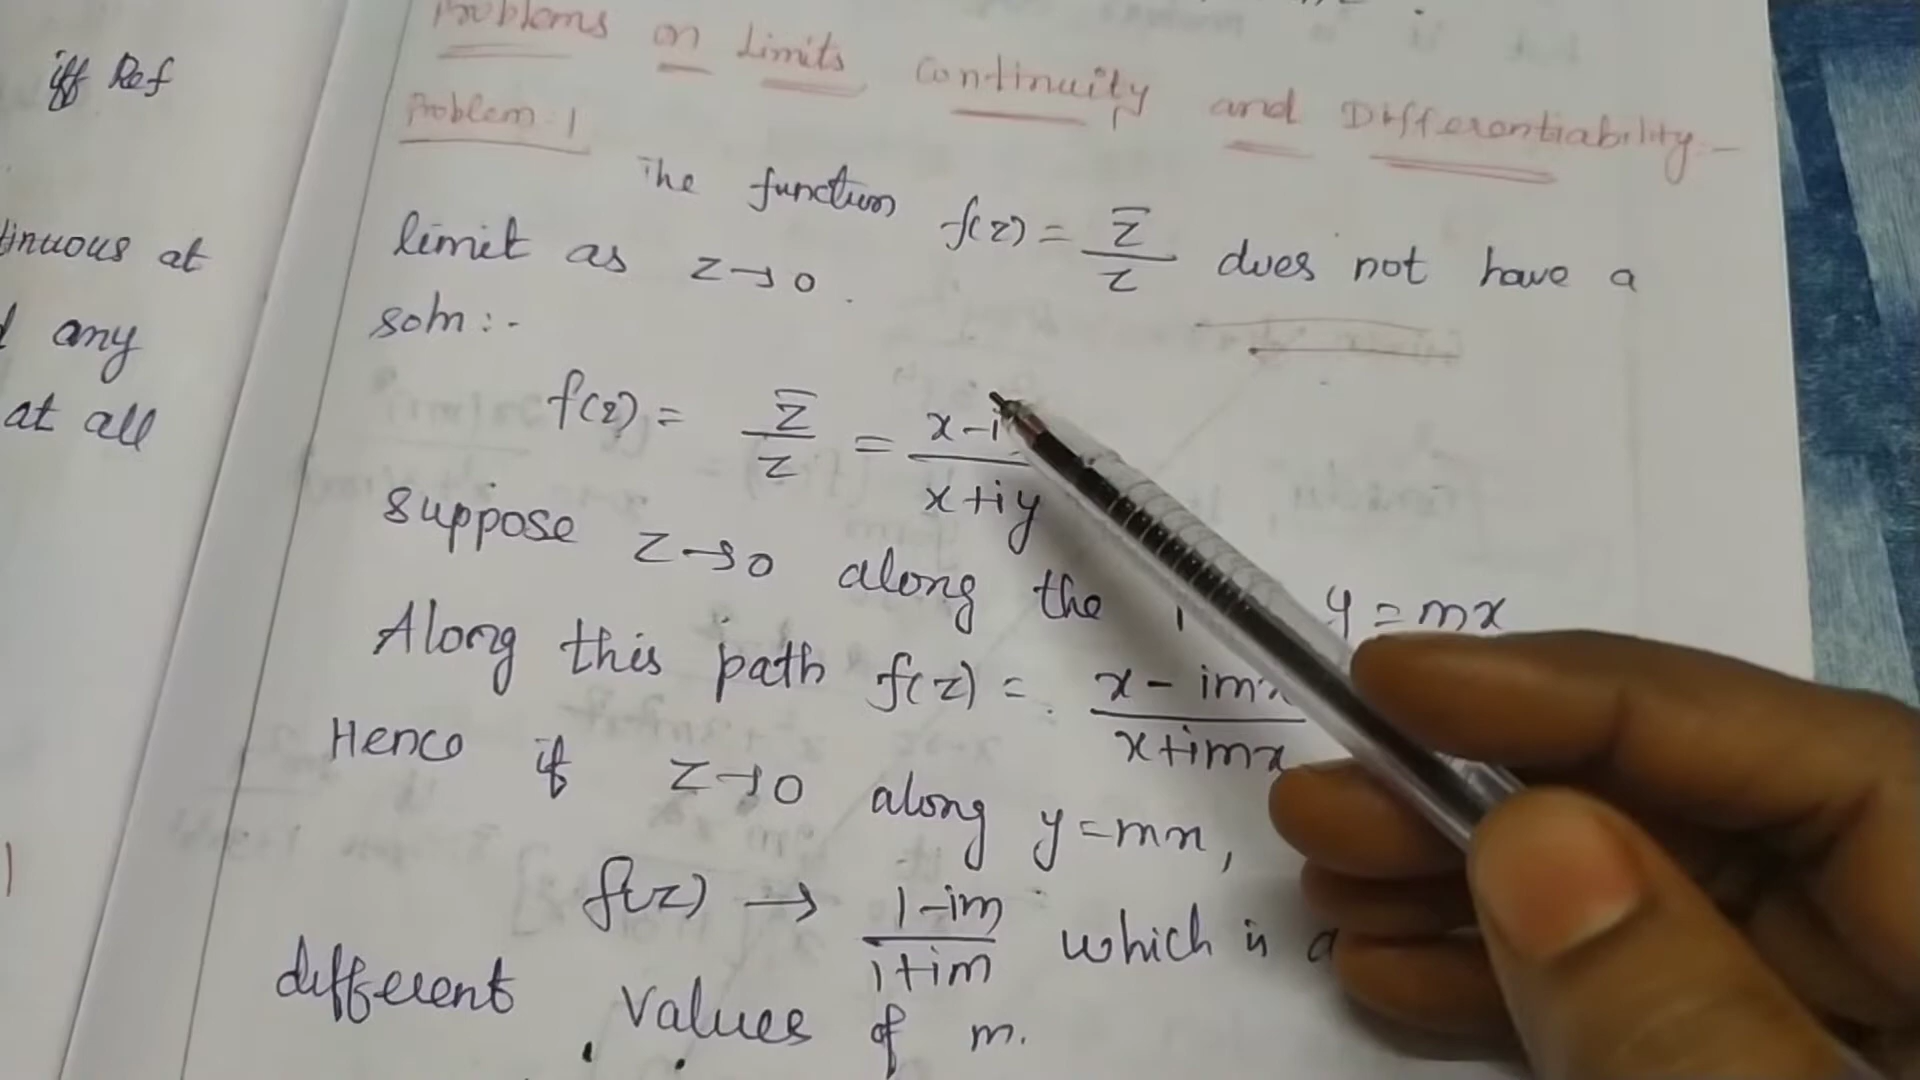 iff Ref
at
any
at all
Problems on Limits Continuity and Differentiability:-
Problem 1
The function f(z) = z̅/z does not have a
limit as z→0.
soln:-
f(z) = z̅/z = x-i/x+iy
suppose z→0 along the y=mx
Along this path f(z) = x-imx/x+imx
Hence if z→0 along y=mx,
f(z) → 1-im/1+im which is
different values of m.